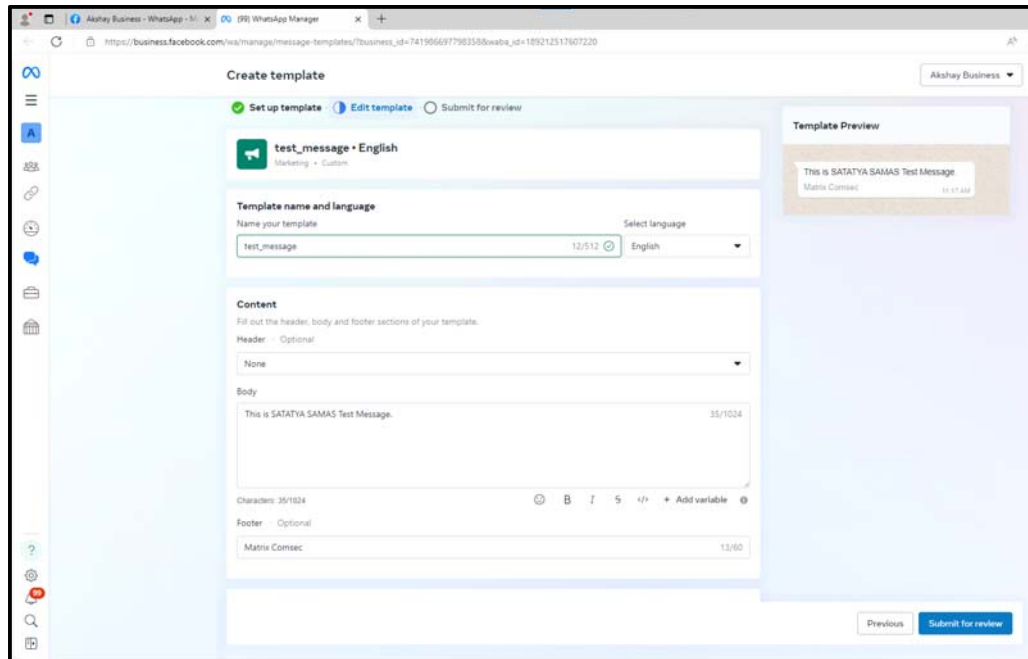 Akshay Business - WhatsApp - M
(99) WhatsApp Manager
https://business.facebook.com/wa/manage/message-templates/?business_id=741986697798358&waba_id=189212517607220
Create template
Akshay Business
Set up template
Edit template
Submit for review
A
test_message • English
Marketing • Custom
Template Preview
This is SATATYA SAMAS Test Message.
Matrix Comsec
11:17 AM
Template name and language
Name your template
Select language
test_message
12/512
English
Content
Fill out the header, body and footer sections of your template.
Header · Optional
None
Body
This is SATATYA SAMAS Test Message.
35/1024
Characters: 35/1024
B I S </> + Add variable
Footer · Optional
Matrix Comsec
13/60
99
Previous
Submit for review